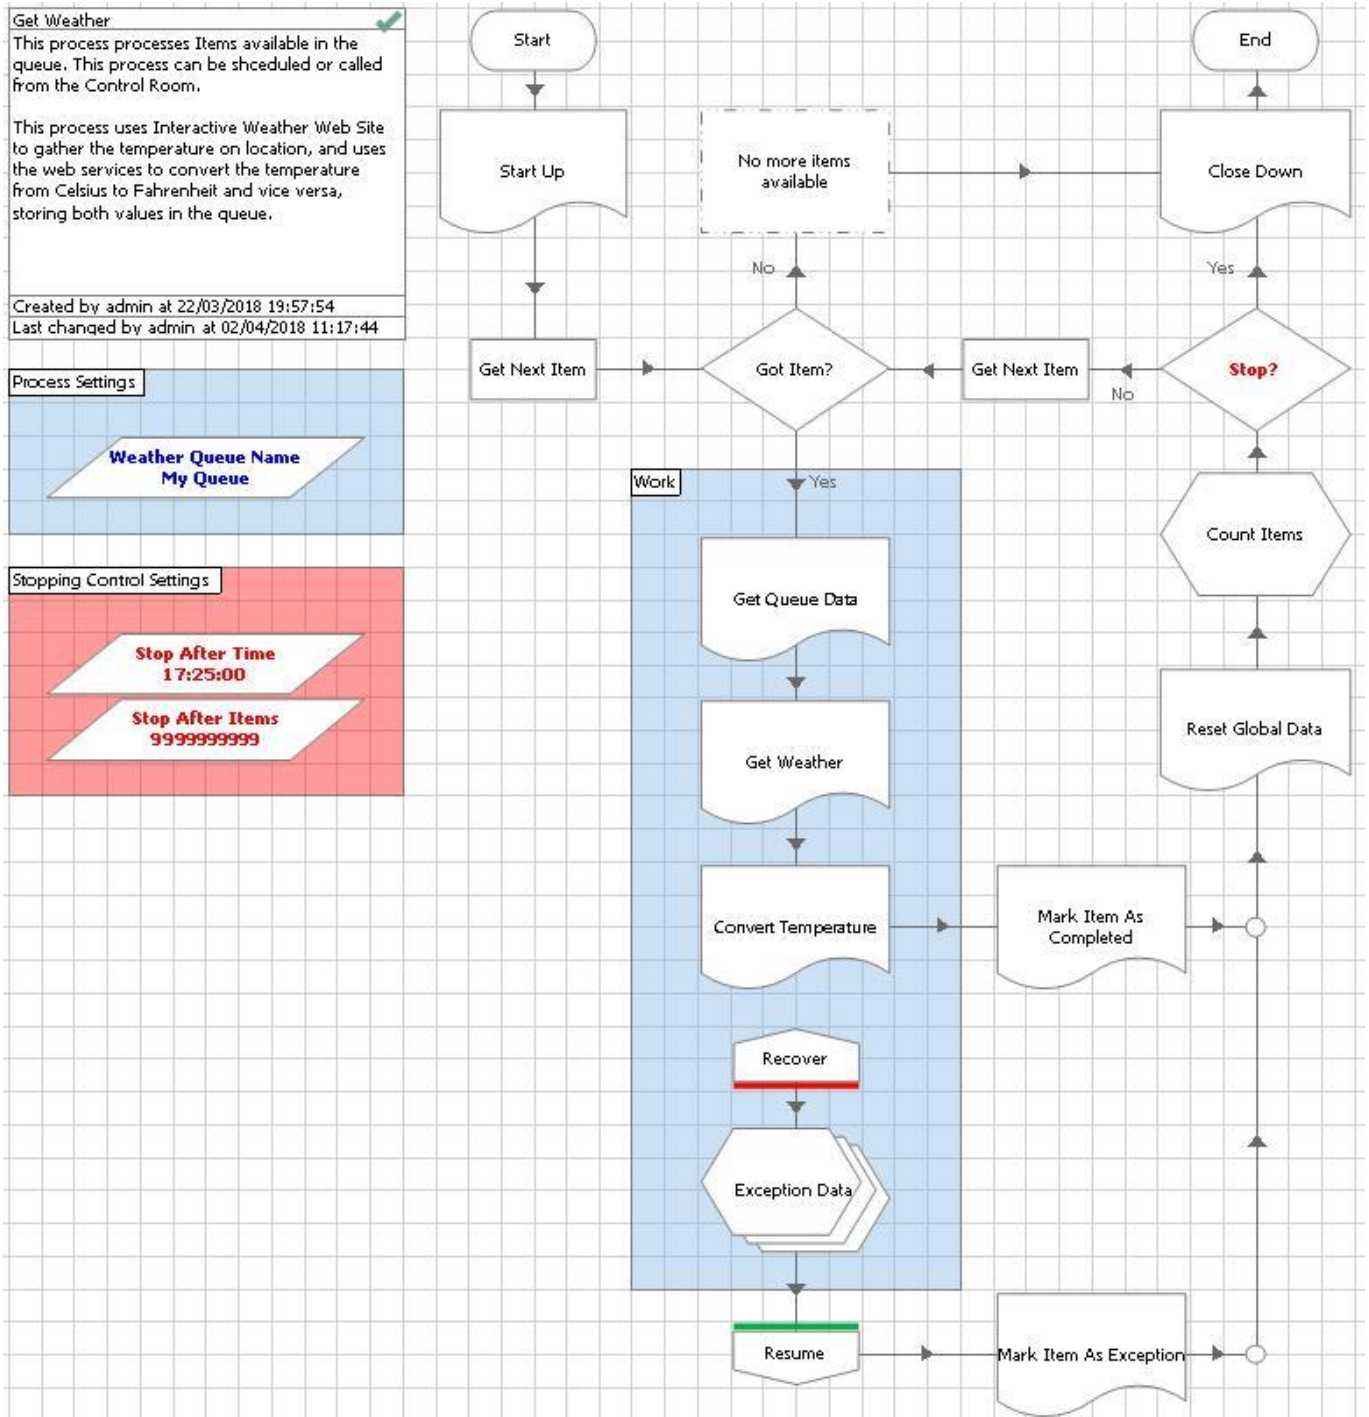 Get Weather
This process processes Items available in the
queue. This process can be shceduled or called
from the Control Room.
This process uses Interactive Weather Web Site
to gather the temperature on location, and uses
the web services to convert the temperature
from Celsius to Fahrenheit and vice versa,
storing both values in the queue.
Created by admin at 22/03/2018 19:57:54
Last changed by admin at 02/04/2018 11:17:44
Process Settings
Weather Queue Name
My Queue
Stopping Control Settings
Stop After Time
17:25:00
Stop After Items
9999999999
Start
Start Up
Get Next Item
Got Item?
No
No more items
available
Yes
Work
Get Queue Data
Get Weather
Convert Temperature
Mark Item As
Completed
Recover
Exception Data
Resume
Mark Item As Exception
Reset Global Data
Count Items
Stop?
No
Get Next Item
Yes
Close Down
End